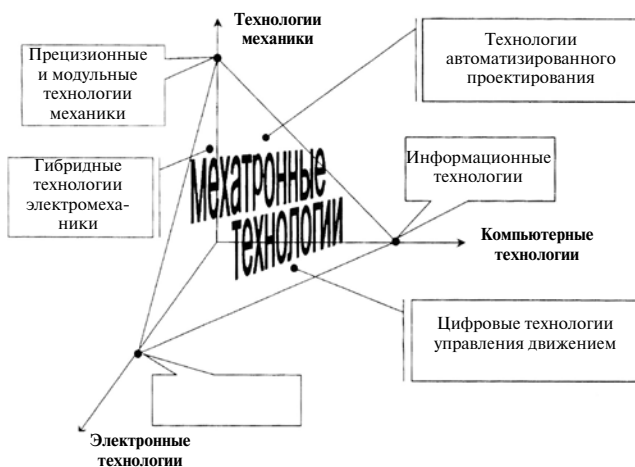 Технологии
механики
Прецизионные
и модульные
технологии
механики
Технологии
автоматизированного
проектирования
Гибридные
технологии
электромеха-
ники
Мехатронные
технологии
Информационные
технологии
Компьютерные
технологии
Цифровые технологии
управления движением
Электронные
технологии